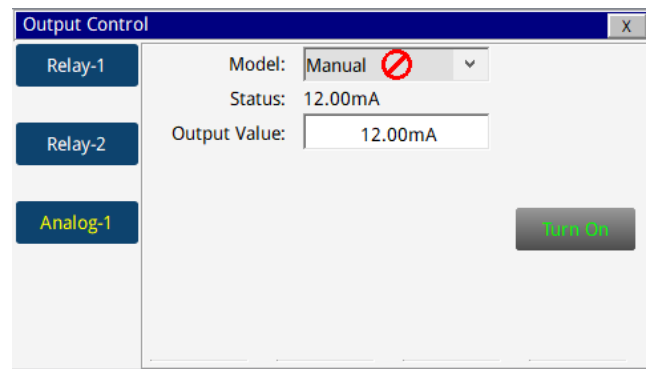 Output Control X
Relay-1
Model: Manual
Status: 12.00mA
Relay-2
Output Value: 12.00mA
Analog-1
Turn On